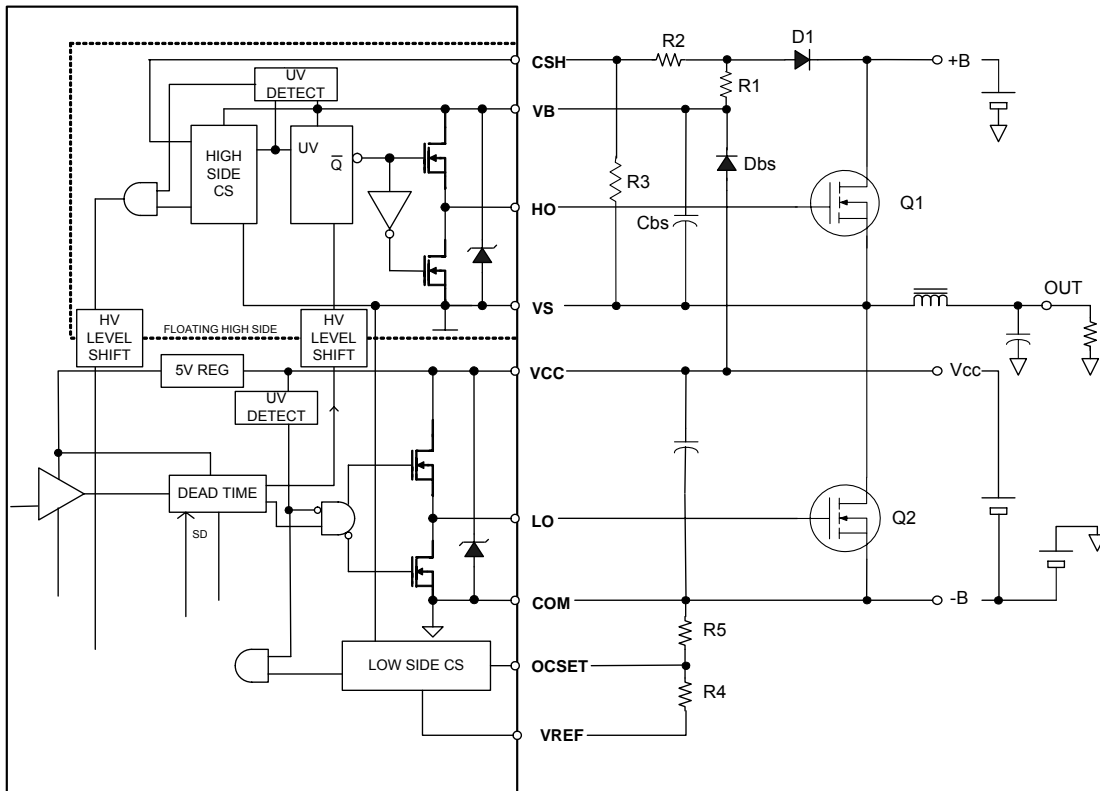 CSH
R2
D1
+B
UV
DETECT
R1
VB
HIGH
SIDE
CS
UV
Q
Dbs
R3
HO
Cbs
Q1
VS
OUT
HV
LEVEL
SHIFT
FLOATING HIGH SIDE
HV
LEVEL
SHIFT
5V REG
VCC
Vcc
UV
DETECT
DEAD TIME
SD
LO
Q2
COM
-B
R5
LOW SIDE CS
OCSET
R4
VREF